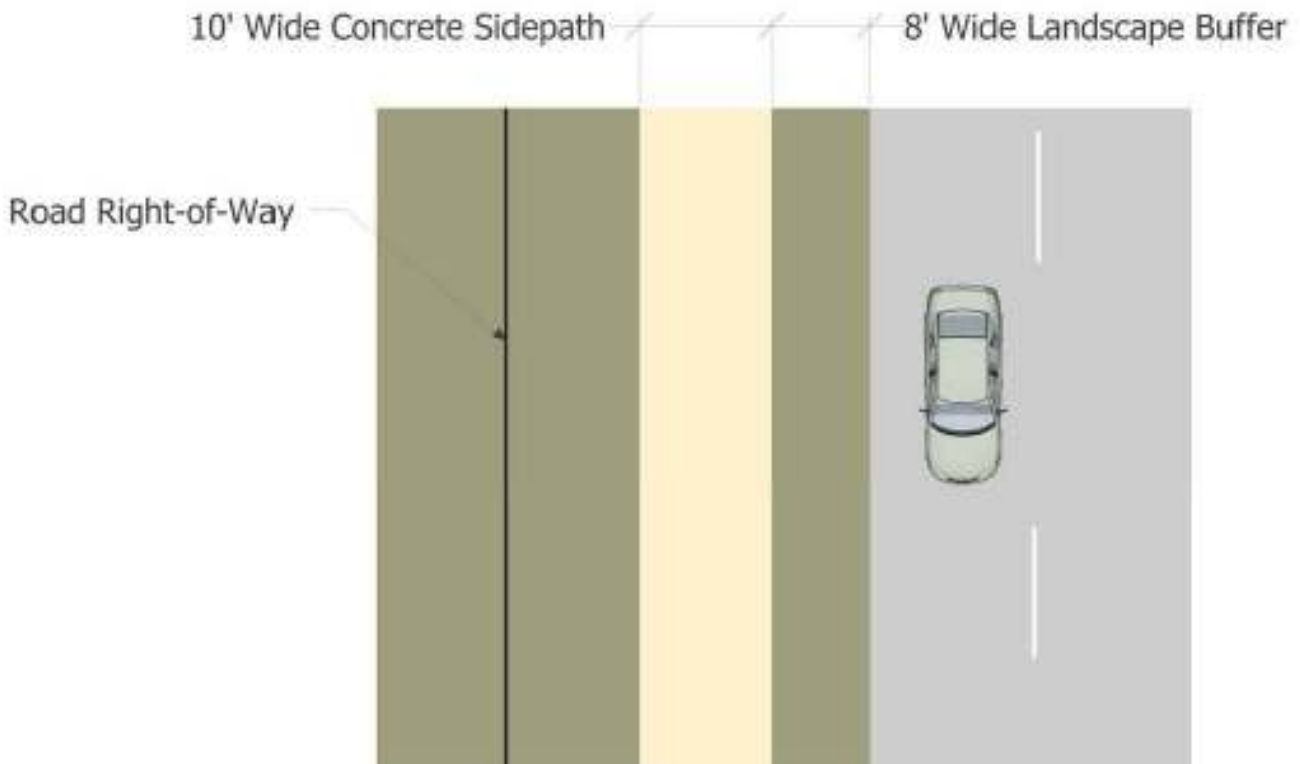 10' Wide Concrete Sidepath
8' Wide Landscape Buffer
Road Right-of-Way